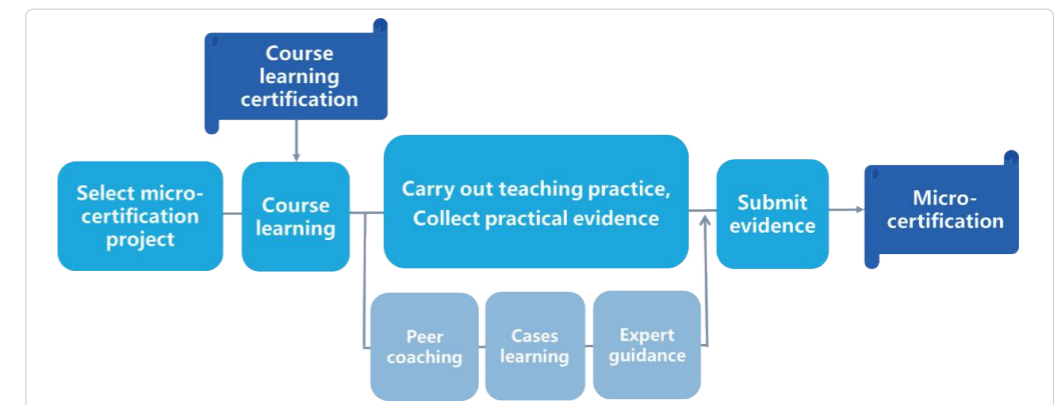 Course
learning
certification
Select micro-
certification
project
Course
learning
Carry out teaching practice,
Collect practical evidence
Submit
evidence
Micro-
certification
Peer
coaching
Cases
learning
Expert
guidance